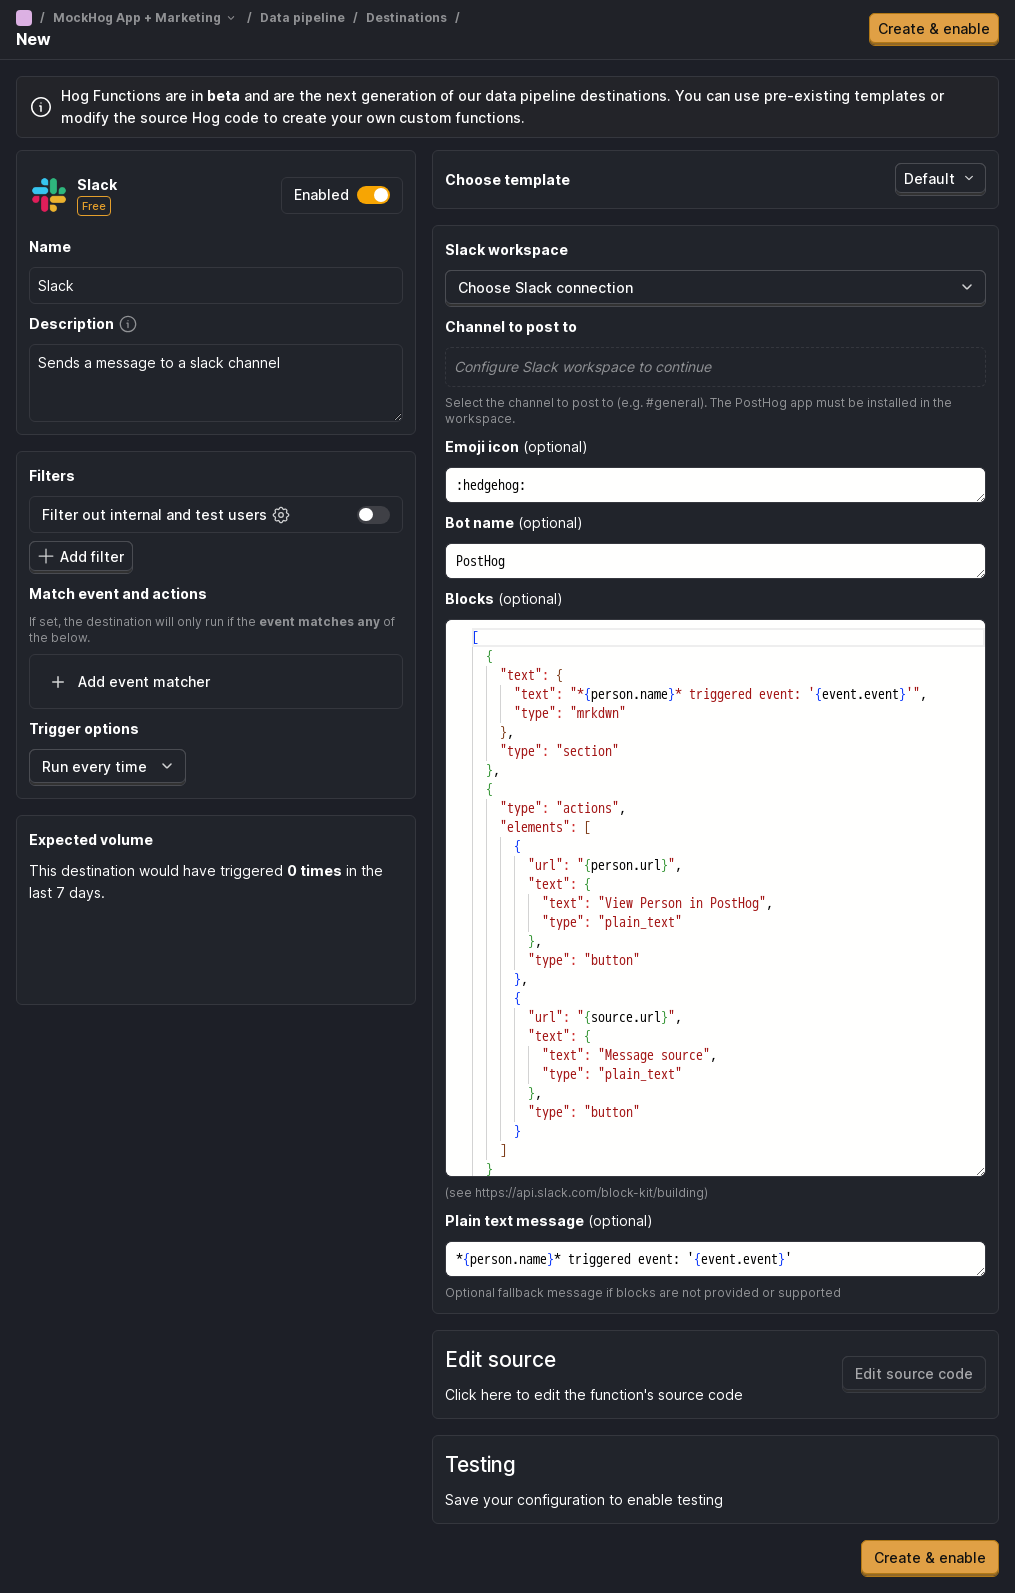 / MockHog App + Marketing / Data pipeline / Destinations /
New
Create & enable
Hog Functions are in beta and are the next generation of our data pipeline destinations. You can use pre-existing templates or
modify the source Hog code to create your own custom functions.
Slack
Free
Enabled
Name
Slack
Description
Sends a message to a slack channel
Filters
Filter out internal and test users
Add filter
Match event and actions
If set, the destination will only run if the event matches any of
the below.
Add event matcher
Trigger options
Run every time
Expected volume
This destination would have triggered 0 times in the
last 7 days.
Choose template
Default
Slack workspace
Choose Slack connection
Channel to post to
Configure Slack workspace to continue
Select the channel to post to (e.g. #general). The PostHog app must be installed in the
workspace.
Emoji icon (optional)
:hedgehog:
Bot name (optional)
PostHog
Blocks (optional)
[
{
"text": {
"text": "*{person.name}* triggered event: '{event.event}'",
"type": "mrkdwn"
},
"type": "section"
},
{
"type": "actions",
"elements": [
{
"url": "{person.url}",
"text": {
"text": "View Person in PostHog",
"type": "plain_text"
},
"type": "button"
},
{
"url": "{source.url}",
"text": {
"text": "Message source",
"type": "plain_text"
},
"type": "button"
}
]
}
(see https://api.slack.com/block-kit/building)
Plain text message (optional)
*{person.name}* triggered event: '{event.event}'
Optional fallback message if blocks are not provided or supported
Edit source
Click here to edit the function's source code
Edit source code
Testing
Save your configuration to enable testing
Create & enable